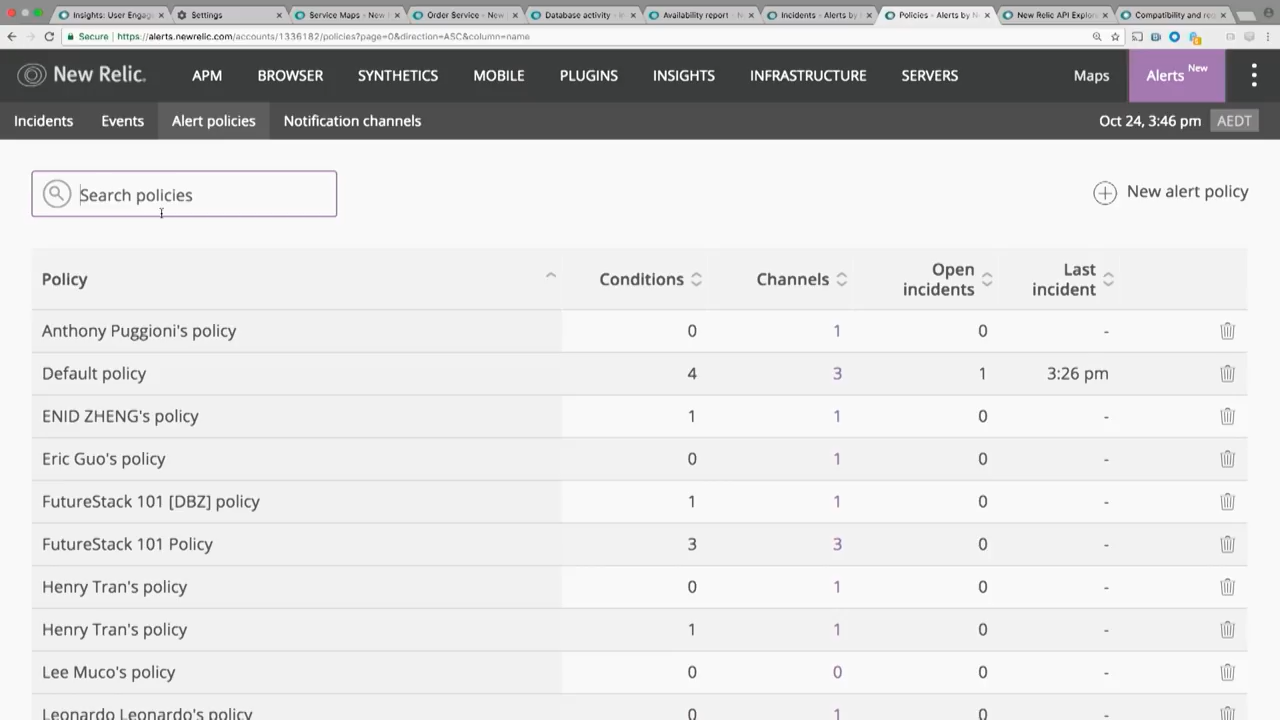 Insights: User Engag
Settings
Service Maps - New
Order Service - New
Database activity - 
Availability report -
Incidents - Alerts by
Policies - Alerts by N
New Relic API Explor
Compatibility and re
Secure | https://alerts.newrelic.com/accounts/1336182/policies?page=0&direction=ASC&column=name
New Relic.
APM
BROWSER
SYNTHETICS
MOBILE
PLUGINS
INSIGHTS
INFRASTRUCTURE
SERVERS
Maps
Alerts New
Incidents
Events
Alert policies
Notification channels
Oct 24, 3:46 pm AEDT
Search policies
New alert policy
Policy Conditions Channels Open incidents Last incident
Anthony Puggioni's policy 0 1 0 -
Default policy 4 3 1 3:26 pm
ENID ZHENG's policy 1 1 0 -
Eric Guo's policy 0 1 0 -
FutureStack 101 [DBZ] policy 1 1 0 -
FutureStack 101 Policy 3 3 0 -
Henry Tran's policy 0 1 0 -
Henry Tran's policy 1 1 0 -
Lee Muco's policy 0 0 0 -
Leonardo Leonardo's policy 0 1 0 -